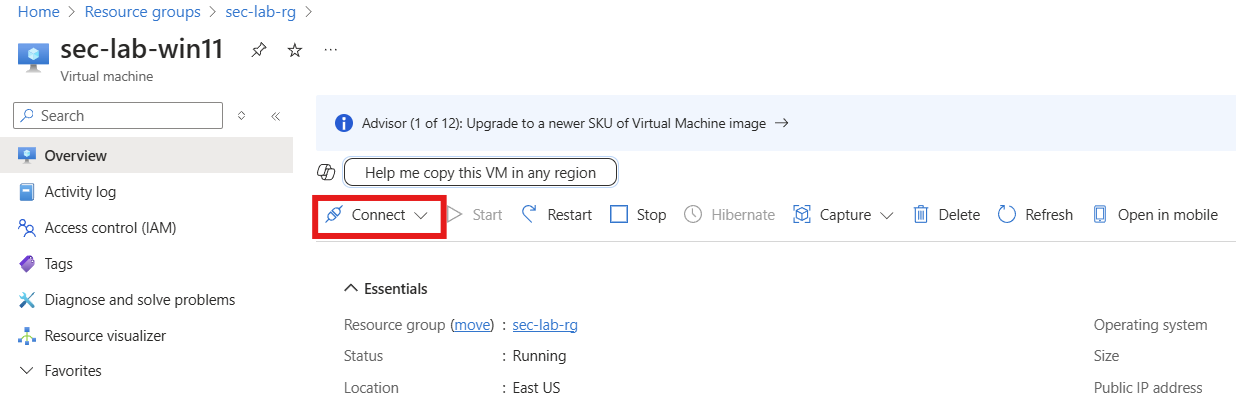 Home > Resource groups > sec-lab-rg >
sec-lab-win11
Virtual machine
Search
Overview
Activity log
Access control (IAM)
Tags
Diagnose and solve problems
Resource visualizer
Favorites
Advisor (1 of 12): Upgrade to a newer SKU of Virtual Machine image →
Help me copy this VM in any region
Connect Start Restart Stop Hibernate Capture Delete Refresh Open in mobile
Essentials
Resource group (move) : sec-lab-rg Operating system
Status : Running Size
Location : East US Public IP address